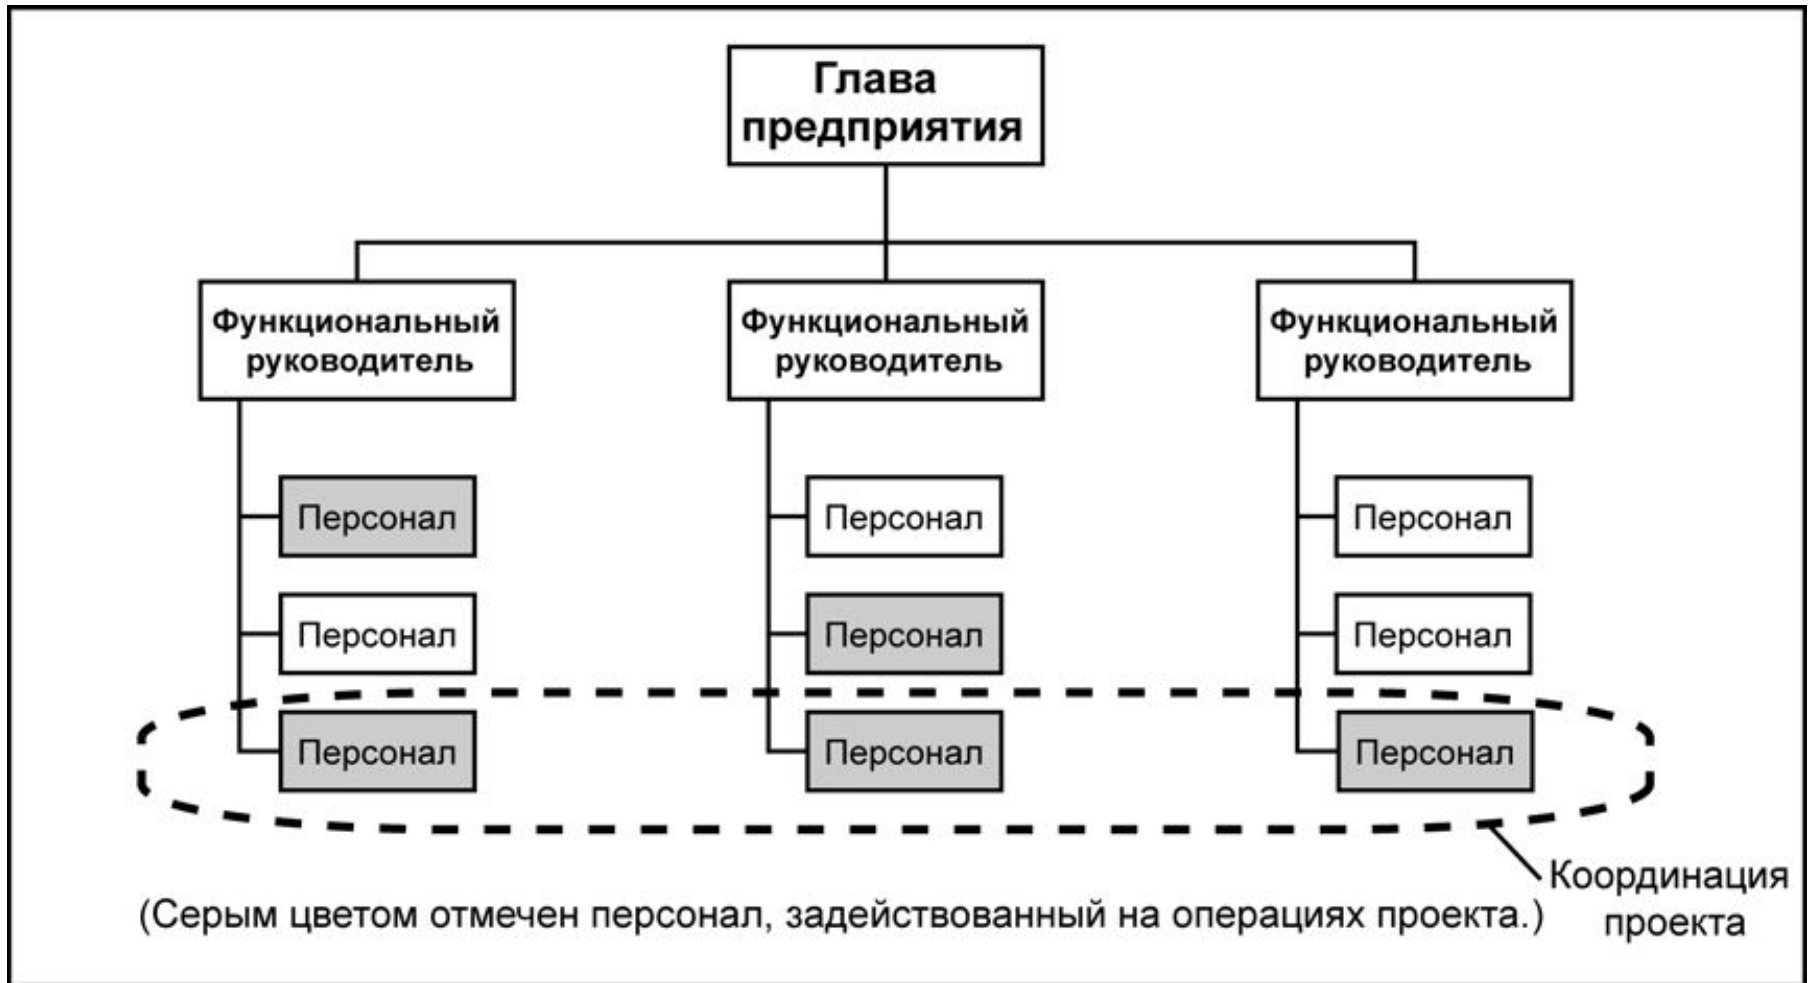 Глава
предприятия
Функциональный
руководитель
Функциональный
руководитель
Функциональный
руководитель
Персонал
Персонал
Персонал
Персонал
Персонал
Персонал
Персонал
Персонал
Персонал
Координация
проекта
(Серым цветом отмечен персонал, задействованный на операциях проекта.)